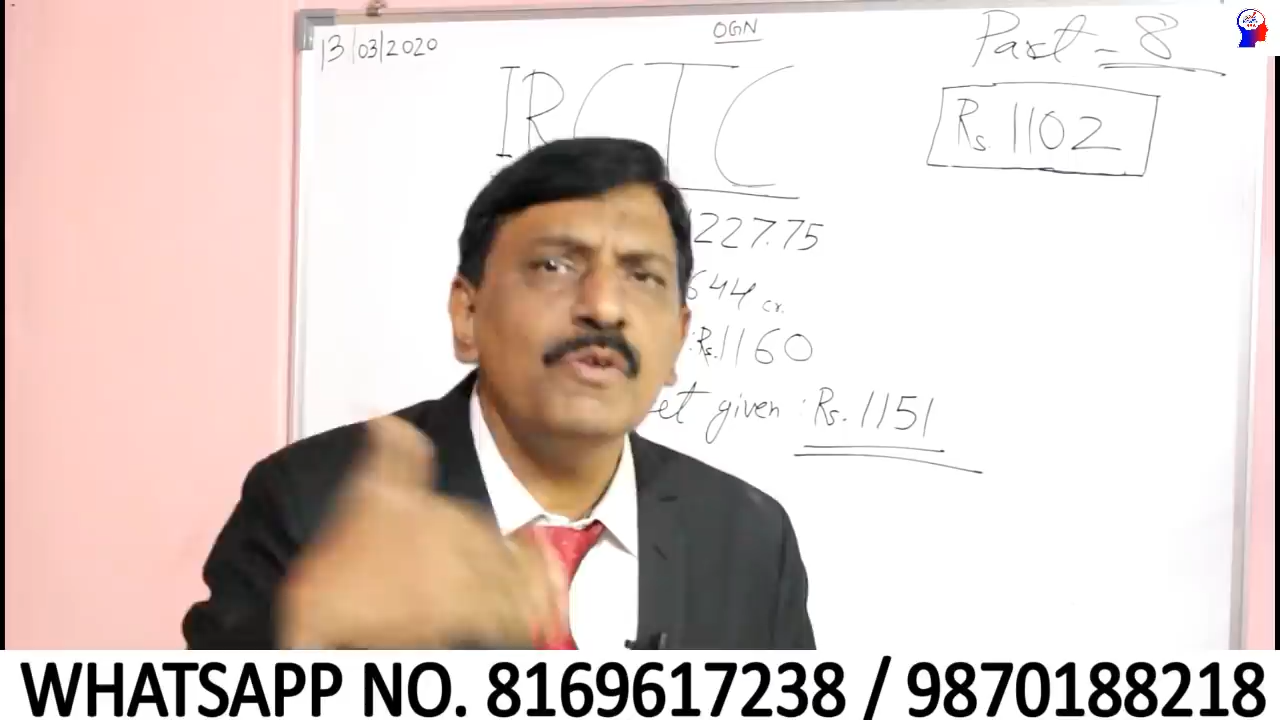 13/03/2020
OGN
Part - 8
IRCTC
Rs. 1102
1227.75
644 cr.
: Rs. 1160
et given : Rs. 1151
WHATSAPP NO. 8169617238 / 9870188218